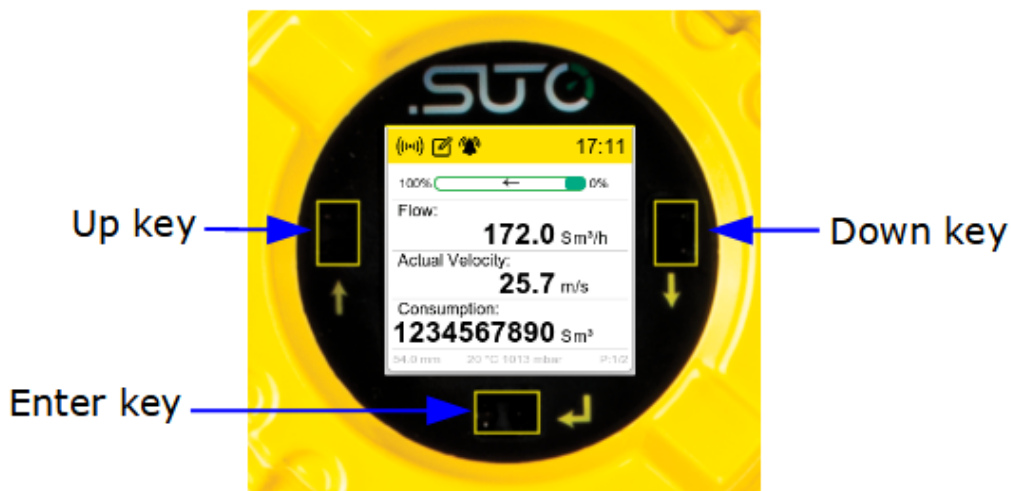 .SUTO
17:11
100% ← 0%
Flow:
172.0 Sm³/h
Actual Velocity:
25.7 m/s
Consumption:
1234567890 Sm³
54.0 mm 20 °C 1013 mbar P:1/2
Up key
Down key
Enter key